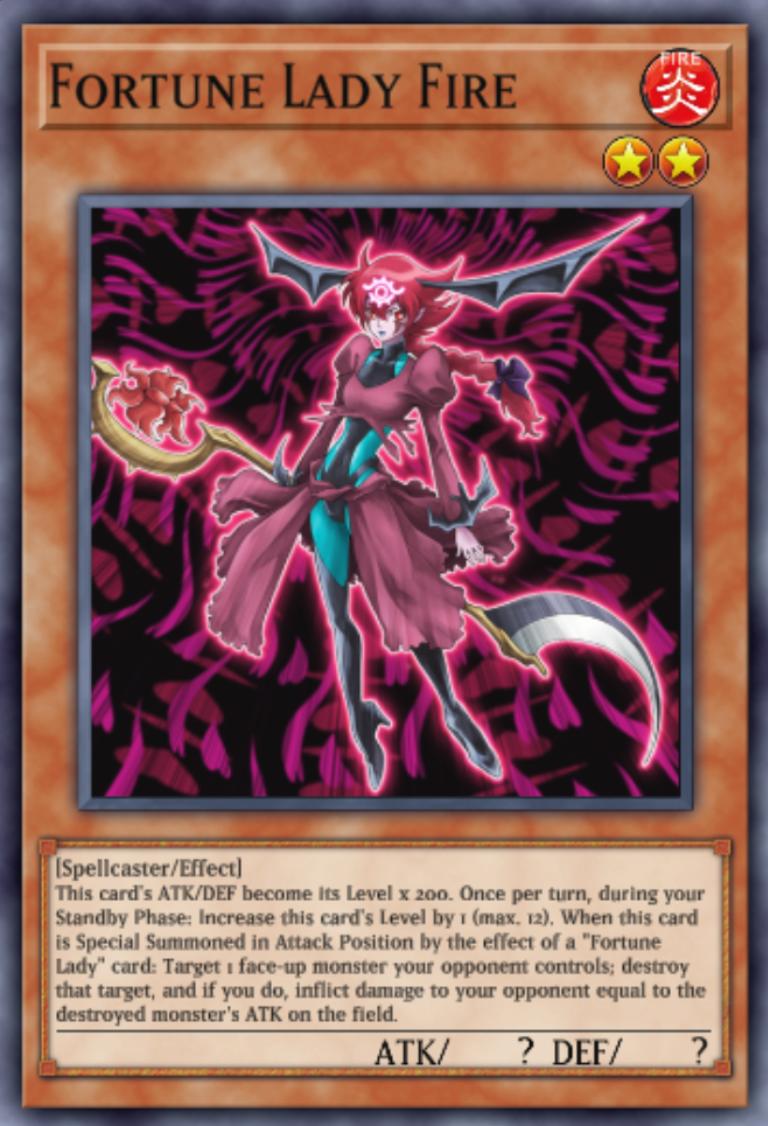 Fortune Lady Fire
FIRE
炎
[Spellcaster/Effect]
This card's ATK/DEF become its Level x 200. Once per turn, during your
Standby Phase: Increase this card's Level by 1 (max. 12). When this card
is Special Summoned in Attack Position by the effect of a "Fortune
Lady" card: Target 1 face-up monster your opponent controls; destroy
that target, and if you do, inflict damage to your opponent equal to the
destroyed monster's ATK on the field.
ATK/ ? DEF/ ?